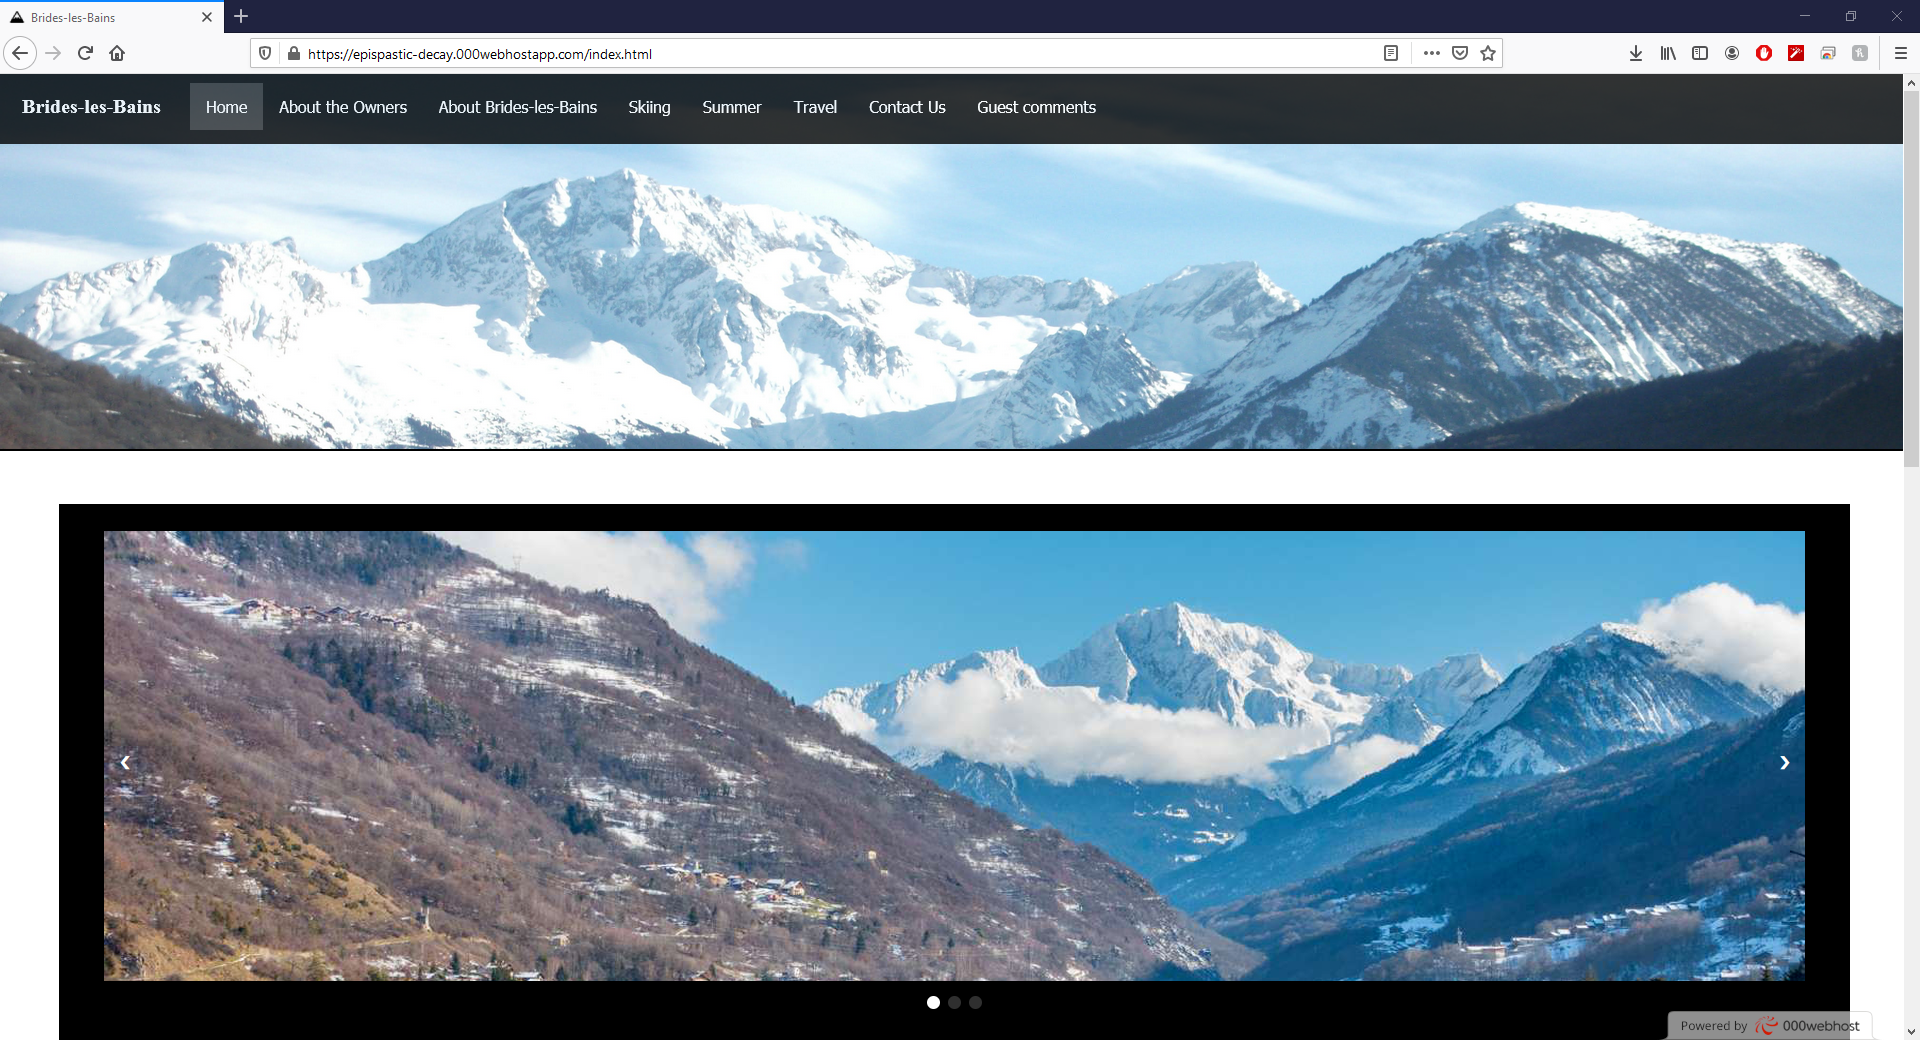 Brides-les-Bains
https://epispastic-decay.000webhostapp.com/index.html
Brides-les-Bains Home About the Owners About Brides-les-Bains Skiing Summer Travel Contact Us Guest comments
Powered by 000webhost